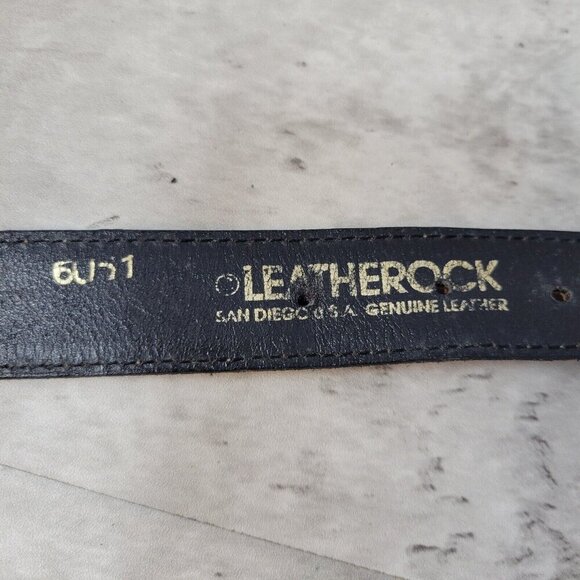 LEATHEROCK
SAN DIEGO U.S.A. GENUINE LEATHER